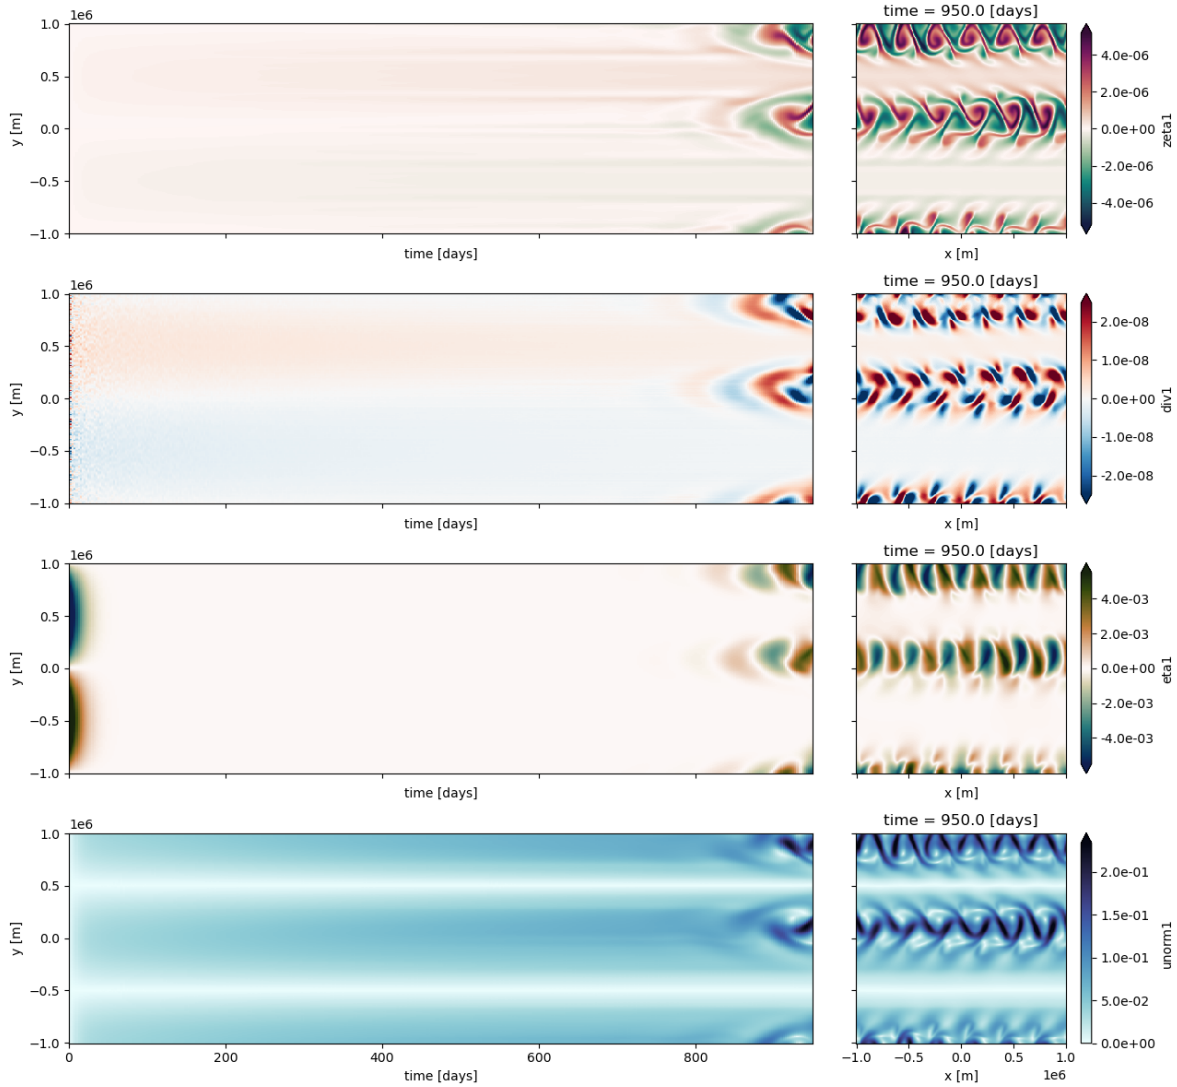 1e6
time = 950.0 [days]
1.0
0.5
0.0
−0.5
−1.0
y [m]
time [days]
x [m]
4.0e-06
2.0e-06
0.0e+00
-2.0e-06
-4.0e-06
zeta1
1e6
time = 950.0 [days]
1.0
0.5
0.0
−0.5
−1.0
y [m]
time [days]
x [m]
2.0e-08
1.0e-08
0.0e+00
-1.0e-08
-2.0e-08
div1
1e6
time = 950.0 [days]
1.0
0.5
0.0
−0.5
−1.0
y [m]
time [days]
x [m]
4.0e-03
2.0e-03
0.0e+00
-2.0e-03
-4.0e-03
eta1
1e6
time = 950.0 [days]
1.0
0.5
0.0
−0.5
−1.0
y [m]
0 200 400 600 800
time [days]
−1.0 −0.5 0.0 0.5 1.0
x [m]
1e6
2.0e-01
1.5e-01
1.0e-01
5.0e-02
0.0e+00
unorm1